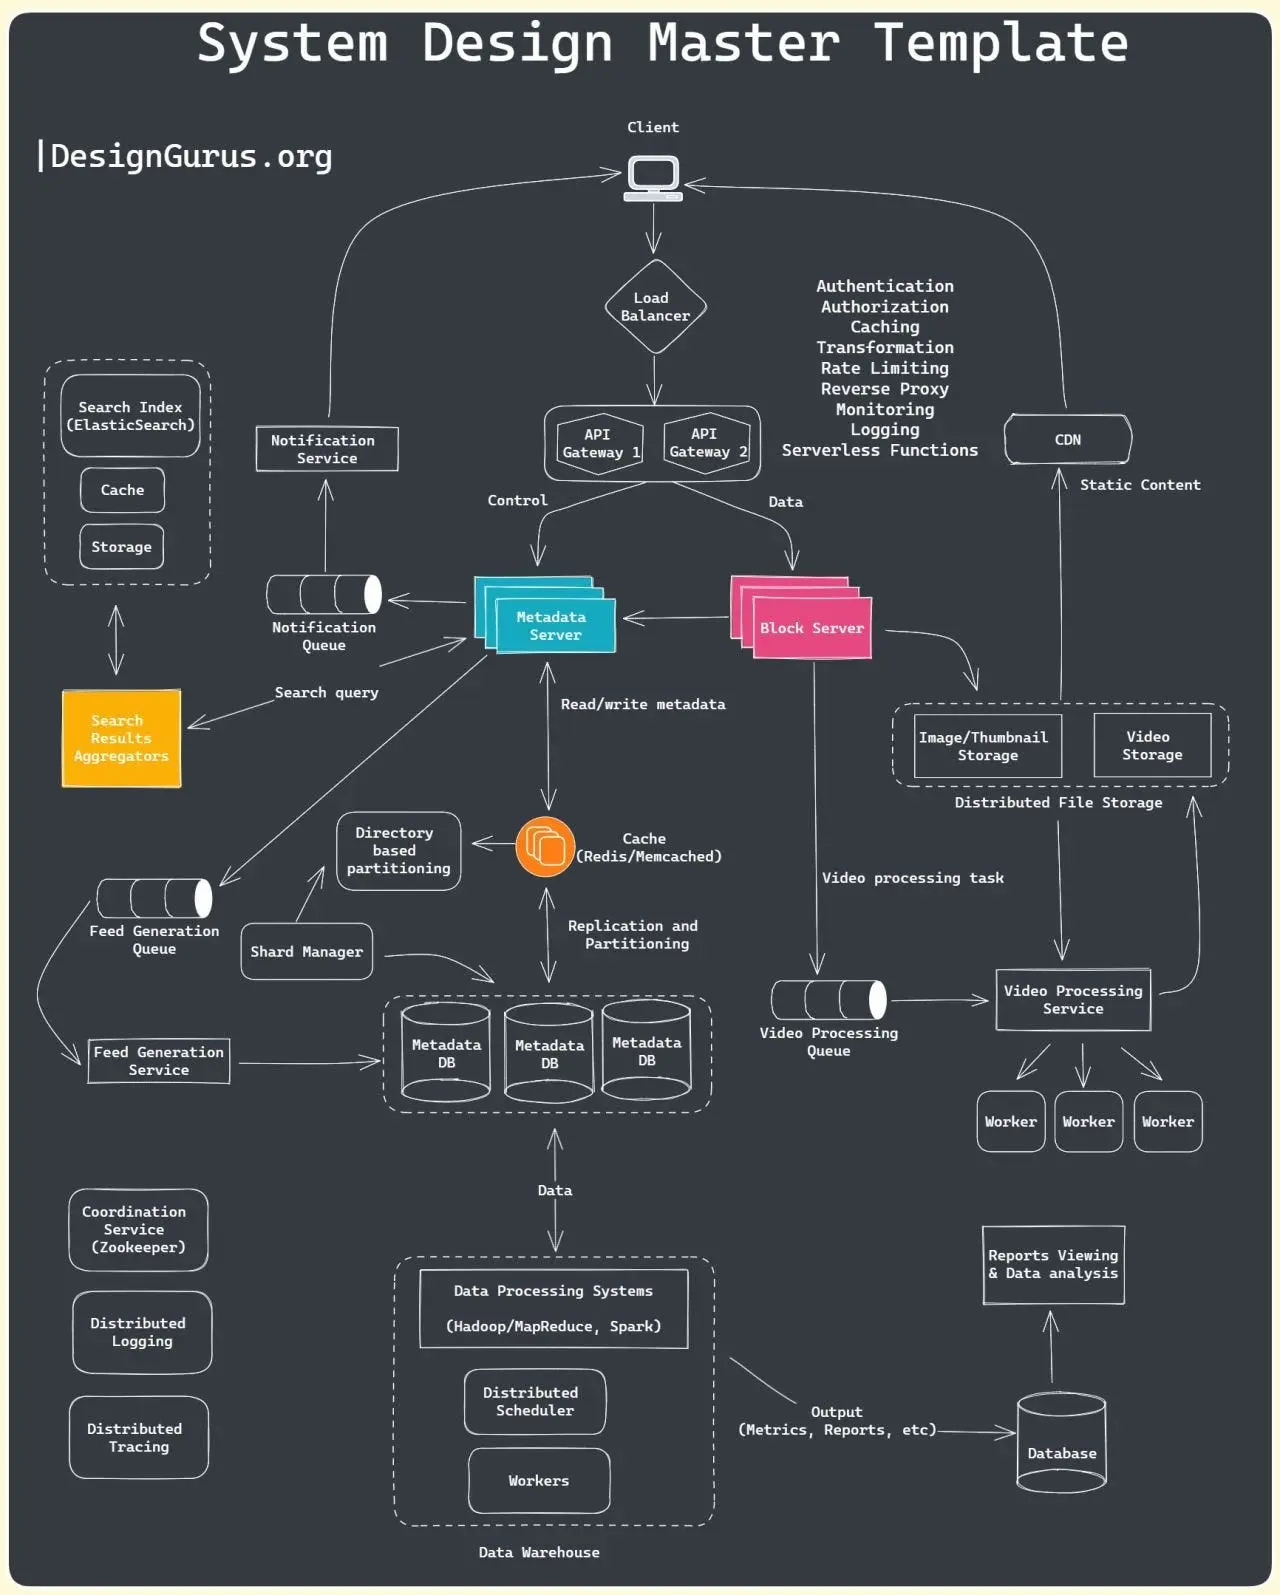 System Design Master Template
|DesignGurus.org
Client
Load
Balancer
Authentication
Authorization
Caching
Transformation
Rate Limiting
Reverse Proxy
Monitoring
Logging
Serverless Functions
Search Index
(ElasticSearch)
Cache
Storage
Notification
Service
API
Gateway 1
API
Gateway 2
CDN
Control
Data
Static Content
Notification
Queue
Metadata
Server
Block Server
Search query
Read/write metadata
Search
Results
Aggregators
Image/Thumbnail
Storage
Video
Storage
Distributed File Storage
Directory
based
partitioning
Cache
(Redis/Memcached)
Video processing task
Feed Generation
Queue
Shard Manager
Replication and
Partitioning
Video Processing
Queue
Video Processing
Service
Feed Generation
Service
Metadata
DB
Metadata
DB
Metadata
DB
Worker
Worker
Worker
Data
Coordination
Service
(Zookeeper)
Distributed
Logging
Distributed
Tracing
Data Processing Systems
(Hadoop/MapReduce, Spark)
Distributed
Scheduler
Workers
Data Warehouse
Reports Viewing
& Data analysis
Output
(Metrics, Reports, etc)
Database